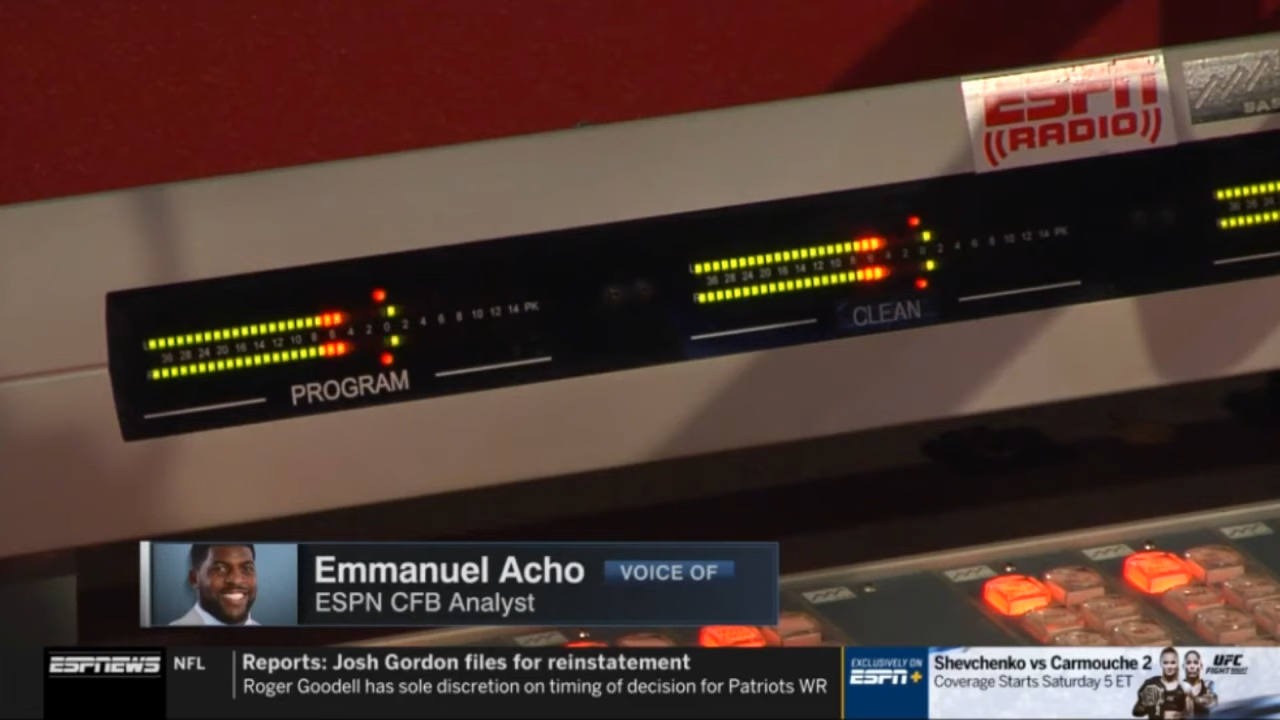 ESPN
RADIO
36 28 24 20 16 14 12 10 8 6 4 2 0 2 4 6 8 10 12 14 PK
PROGRAM
36 28 24 20 16 14 12 10 8 6 4 2 0 2 4 6 8 10 12 14 PK
CLEAN
Emmanuel Acho
VOICE OF
ESPN CFB Analyst
ESPNEWS
NFL
Reports: Josh Gordon files for reinstatement
Roger Goodell has sole discretion on timing of decision for Patriots WR
EXCLUSIVELY ON
ESPN+
Shevchenko vs Carmouche 2
Coverage Starts Saturday 5 ET
UFC
FIGHT NIGHT